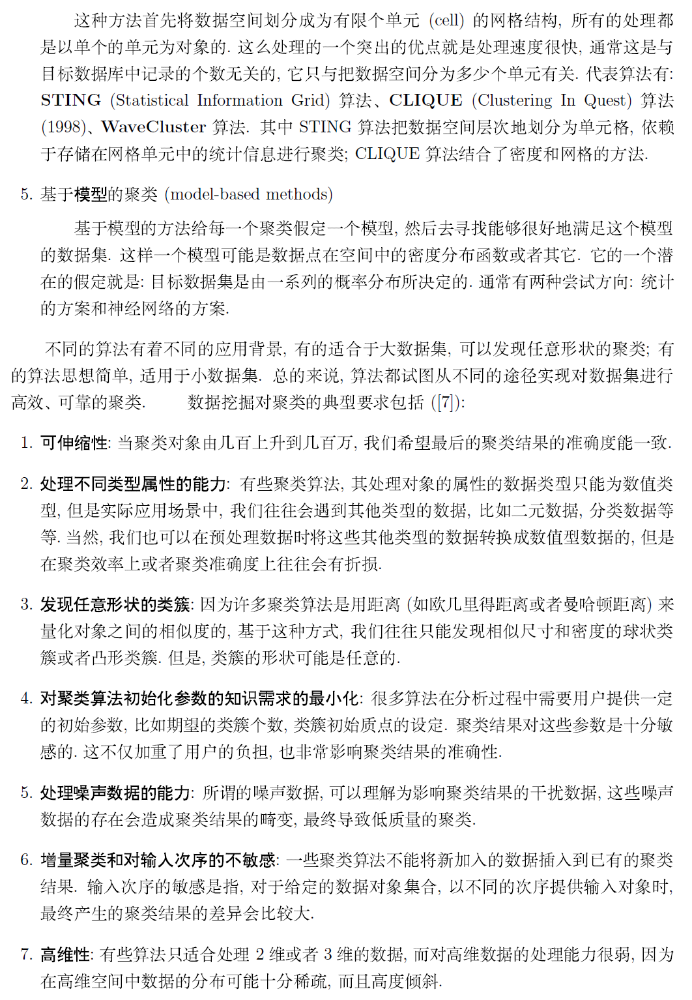 这种方法首先将数据空间划分成为有限个单元 (cell) 的网格结构, 所有的处理都
是以单个的单元为对象的. 这么处理的一个突出的优点就是处理速度很快, 通常这是与
目标数据库中记录的个数无关的, 它只与把数据空间分为多少个单元有关. 代表算法有:
STING (Statistical Information Grid) 算法、CLIQUE (Clustering In Quest) 算法
(1998)、WaveCluster 算法. 其中 STING 算法把数据空间层次地划分为单元格, 依赖
于存储在网格单元中的统计信息进行聚类; CLIQUE 算法结合了密度和网格的方法.
5. 基于模型的聚类 (model-based methods)
基于模型的方法给每一个聚类假定一个模型, 然后去寻找能够很好地满足这个模型
的数据集. 这样一个模型可能是数据点在空间中的密度分布函数或者其它. 它的一个潜
在的假定就是: 目标数据集是由一系列的概率分布所决定的. 通常有两种尝试方向: 统计
的方案和神经网络的方案.
不同的算法有着不同的应用背景, 有的适合于大数据集, 可以发现任意形状的聚类; 有
的算法思想简单, 适用于小数据集. 总的来说, 算法都试图从不同的途径实现对数据集进行
高效、可靠的聚类. 数据挖掘对聚类的典型要求包括 ([7]):
1. 可伸缩性: 当聚类对象由几百上升到几百万, 我们希望最后的聚类结果的准确度能一致.
2. 处理不同类型属性的能力: 有些聚类算法, 其处理对象的属性的数据类型只能为数值类
型, 但是实际应用场景中, 我们往往会遇到其他类型的数据, 比如二元数据, 分类数据等
等. 当然, 我们也可以在预处理数据时将这些其他类型的数据转换成数值型数据的, 但是
在聚类效率上或者聚类准确度上往往会有折损.
3. 发现任意形状的类簇: 因为许多聚类算法是用距离 (如欧几里得距离或者曼哈顿距离) 来
量化对象之间的相似度的, 基于这种方式, 我们往往只能发现相似尺寸和密度的球状类
簇或者凸形类簇. 但是, 类簇的形状可能是任意的.
4. 对聚类算法初始化参数的知识需求的最小化: 很多算法在分析过程中需要用户提供一定
的初始参数, 比如期望的类簇个数, 类簇初始质点的设定. 聚类结果对这些参数是十分敏
感的. 这不仅加重了用户的负担, 也非常影响聚类结果的准确性.
5. 处理噪声数据的能力: 所谓的噪声数据, 可以理解为影响聚类结果的干扰数据, 这些噪声
数据的存在会造成聚类结果的畸变, 最终导致低质量的聚类.
6. 增量聚类和对输入次序的不敏感: 一些聚类算法不能将新加入的数据插入到已有的聚类
结果. 输入次序的敏感是指, 对于给定的数据对象集合, 以不同的次序提供输入对象时,
最终产生的聚类结果的差异会比较大.
7. 高维性: 有些算法只适合处理 2 维或者 3 维的数据, 而对高维数据的处理能力很弱, 因为
在高维空间中数据的分布可能十分稀疏, 而且高度倾斜.